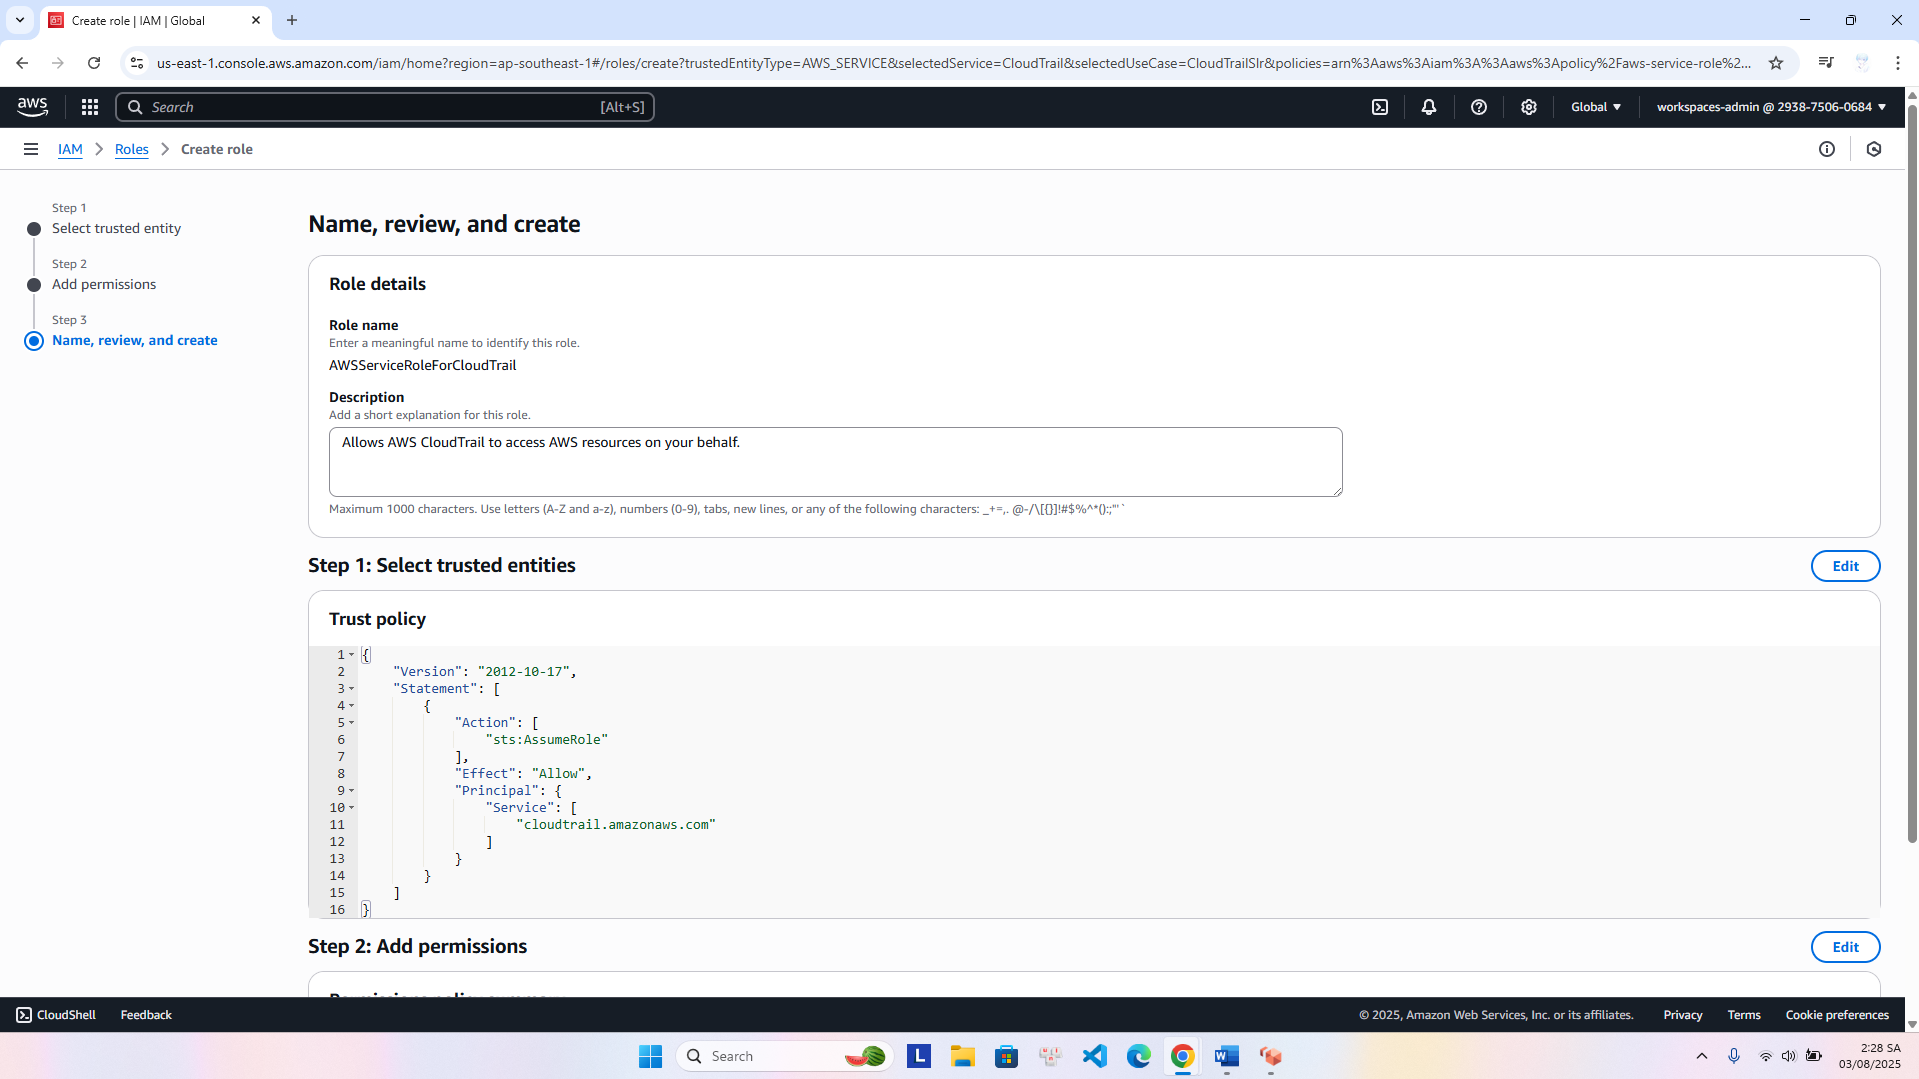 Create role | IAM | Global
us-east-1.console.aws.amazon.com/iam/home?region=ap-southeast-1#/roles/create?trustedEntityType=AWS_SERVICE&selectedService=CloudTrail&selectedUseCase=CloudTrailSlr&policies=arn%3Aaws%3Aiam%3A%3Aaws%3Apolicy%2Faws-service-role%2...
aws
Search [Alt+S]
Global
workspaces-admin @ 2938-7506-0684
IAM > Roles > Create role
Step 1
Select trusted entity
Step 2
Add permissions
Step 3
Name, review, and create
Name, review, and create
Role details
Role name
Enter a meaningful name to identify this role.
AWSServiceRoleForCloudTrail
Description
Add a short explanation for this role.
Allows AWS CloudTrail to access AWS resources on your behalf.
Maximum 1000 characters. Use letters (A-Z and a-z), numbers (0-9), tabs, new lines, or any of the following characters: _+=,. @-/\[{}]!#$%^*();:"'`
Step 1: Select trusted entities
Edit
Trust policy
1 {
2 "Version": "2012-10-17",
3 "Statement": [
4 {
5 "Action": [
6 "sts:AssumeRole"
7 ],
8 "Effect": "Allow",
9 "Principal": {
10 "Service": [
11 "cloudtrail.amazonaws.com"
12 ]
13 }
14 }
15 ]
16 }
Step 2: Add permissions
Edit
Permissions policy summary
CloudShell
Feedback
© 2025, Amazon Web Services, Inc. or its affiliates.
Privacy
Terms
Cookie preferences
Search
L
2:28 SA
03/08/2025